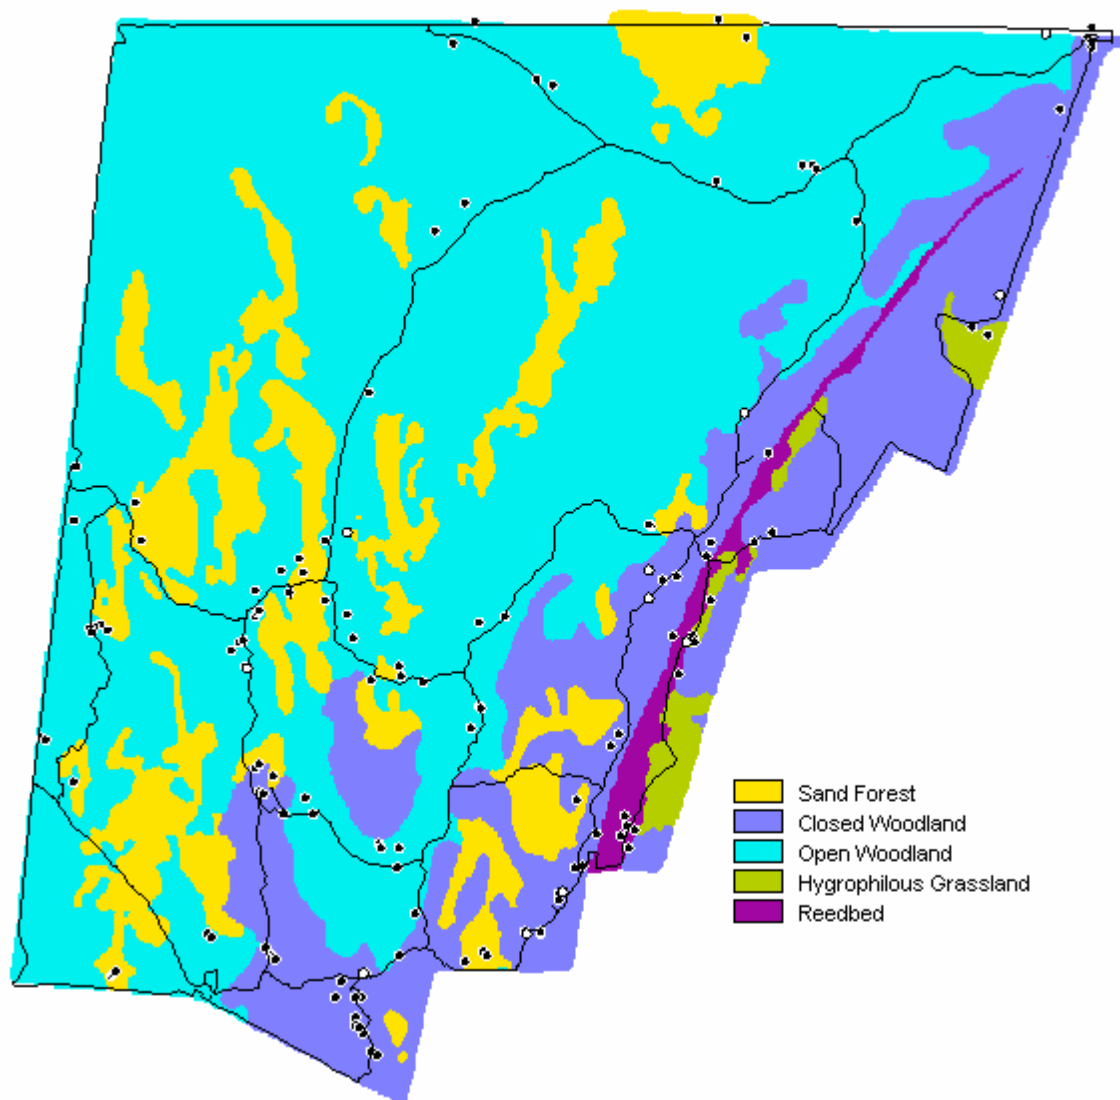 Sand Forest
Closed Woodland
Open Woodland
Hygrophilous Grassland
Reedbed